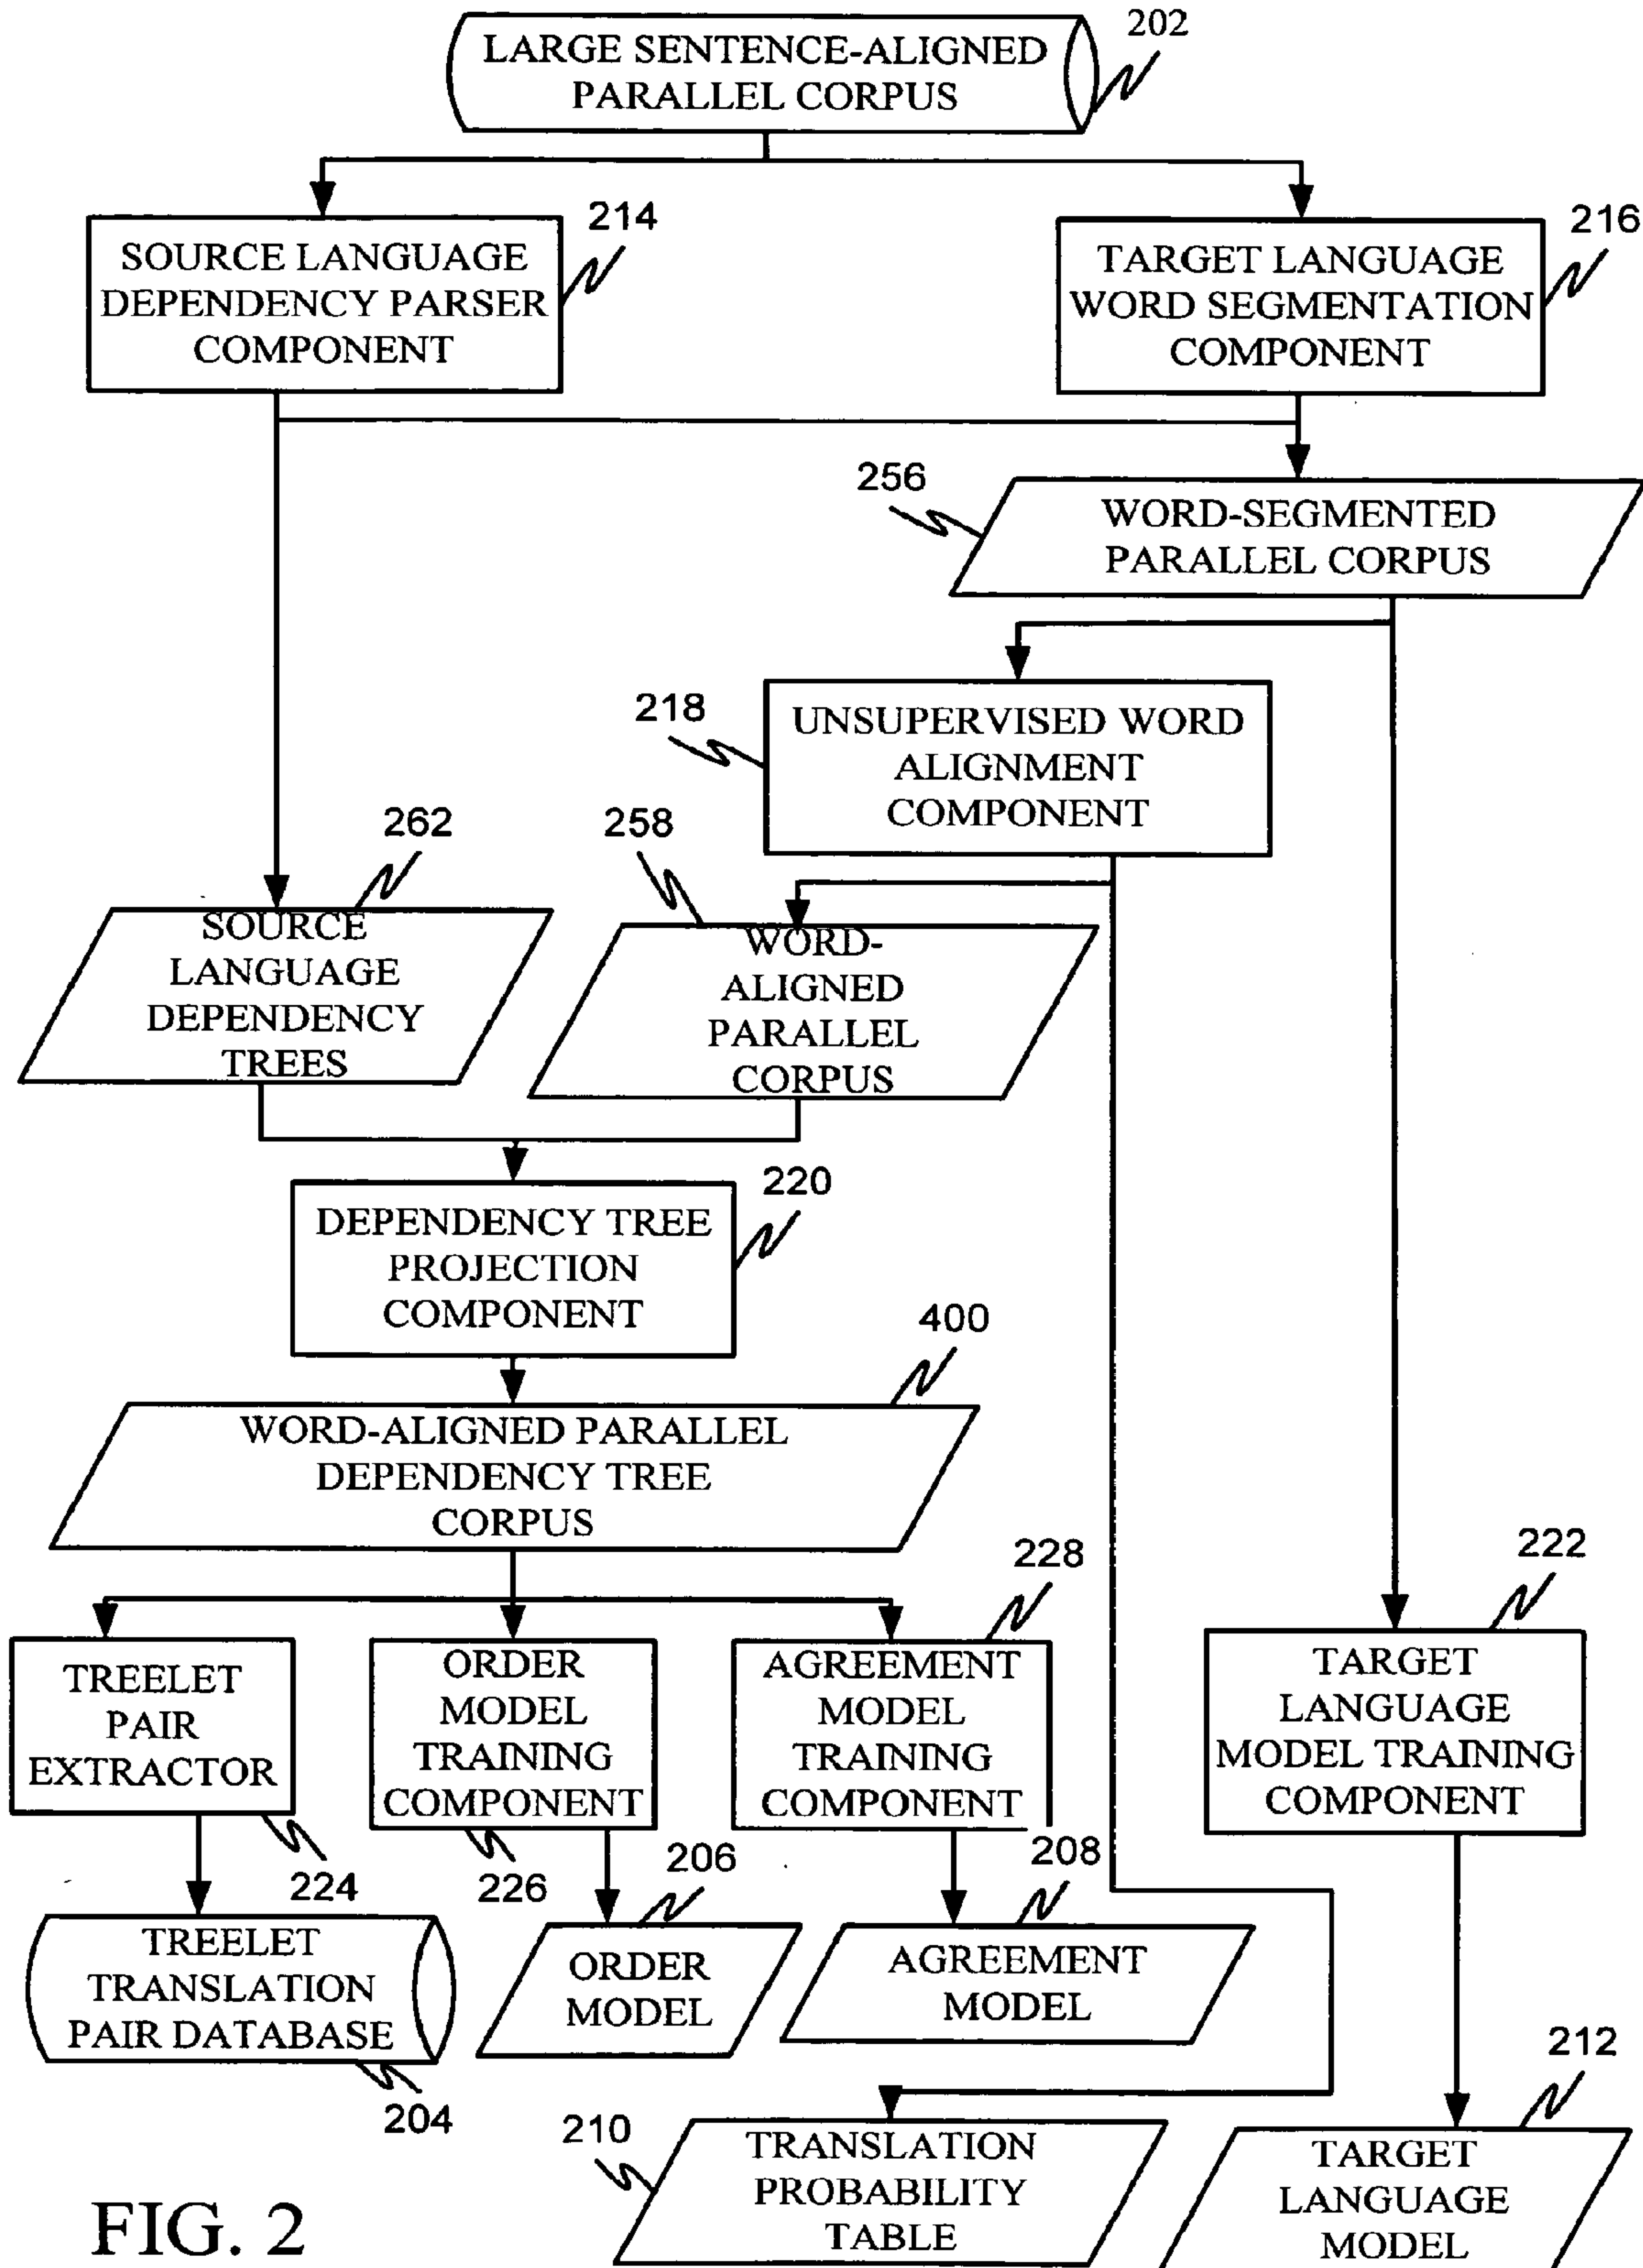 LARGE SENTENCE-ALIGNED
PARALLEL CORPUS
202
SOURCE LANGUAGE
DEPENDENCY PARSER
COMPONENT
214
TARGET LANGUAGE
WORD SEGMENTATION
COMPONENT
216
256
WORD-SEGMENTED
PARALLEL CORPUS
218
UNSUPERVISED WORD
ALIGNMENT
COMPONENT
262
SOURCE
LANGUAGE
DEPENDENCY
TREES
258
WORD-
ALIGNED
PARALLEL
CORPUS
220
DEPENDENCY TREE
PROJECTION
COMPONENT
400
WORD-ALIGNED PARALLEL
DEPENDENCY TREE
CORPUS
TREELET
PAIR
EXTRACTOR
224
ORDER
MODEL
TRAINING
COMPONENT
226
228
AGREEMENT
MODEL
TRAINING
COMPONENT
222
TARGET
LANGUAGE
MODEL TRAINING
COMPONENT
TREELET
TRANSLATION
PAIR DATABASE
204
206
ORDER
MODEL
208
AGREEMENT
MODEL
210
TRANSLATION
PROBABILITY
TABLE
212
TARGET
LANGUAGE
MODEL
FIG. 2